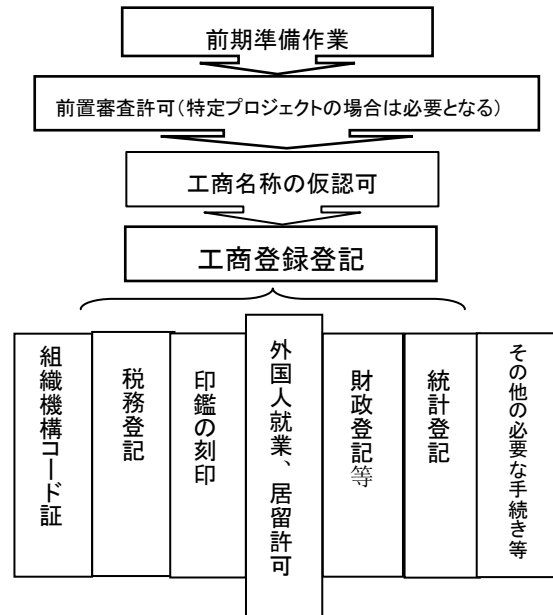 前期準備作業
前置審査許可(特定プロジェクトの場合は必要となる)
工商名称の仮認可
工商登録登記
組織機構コード証
税務登記
印鑑の刻印
外国人就業、居留許可
財政登記等
統計登記
その他の必要な手続き等